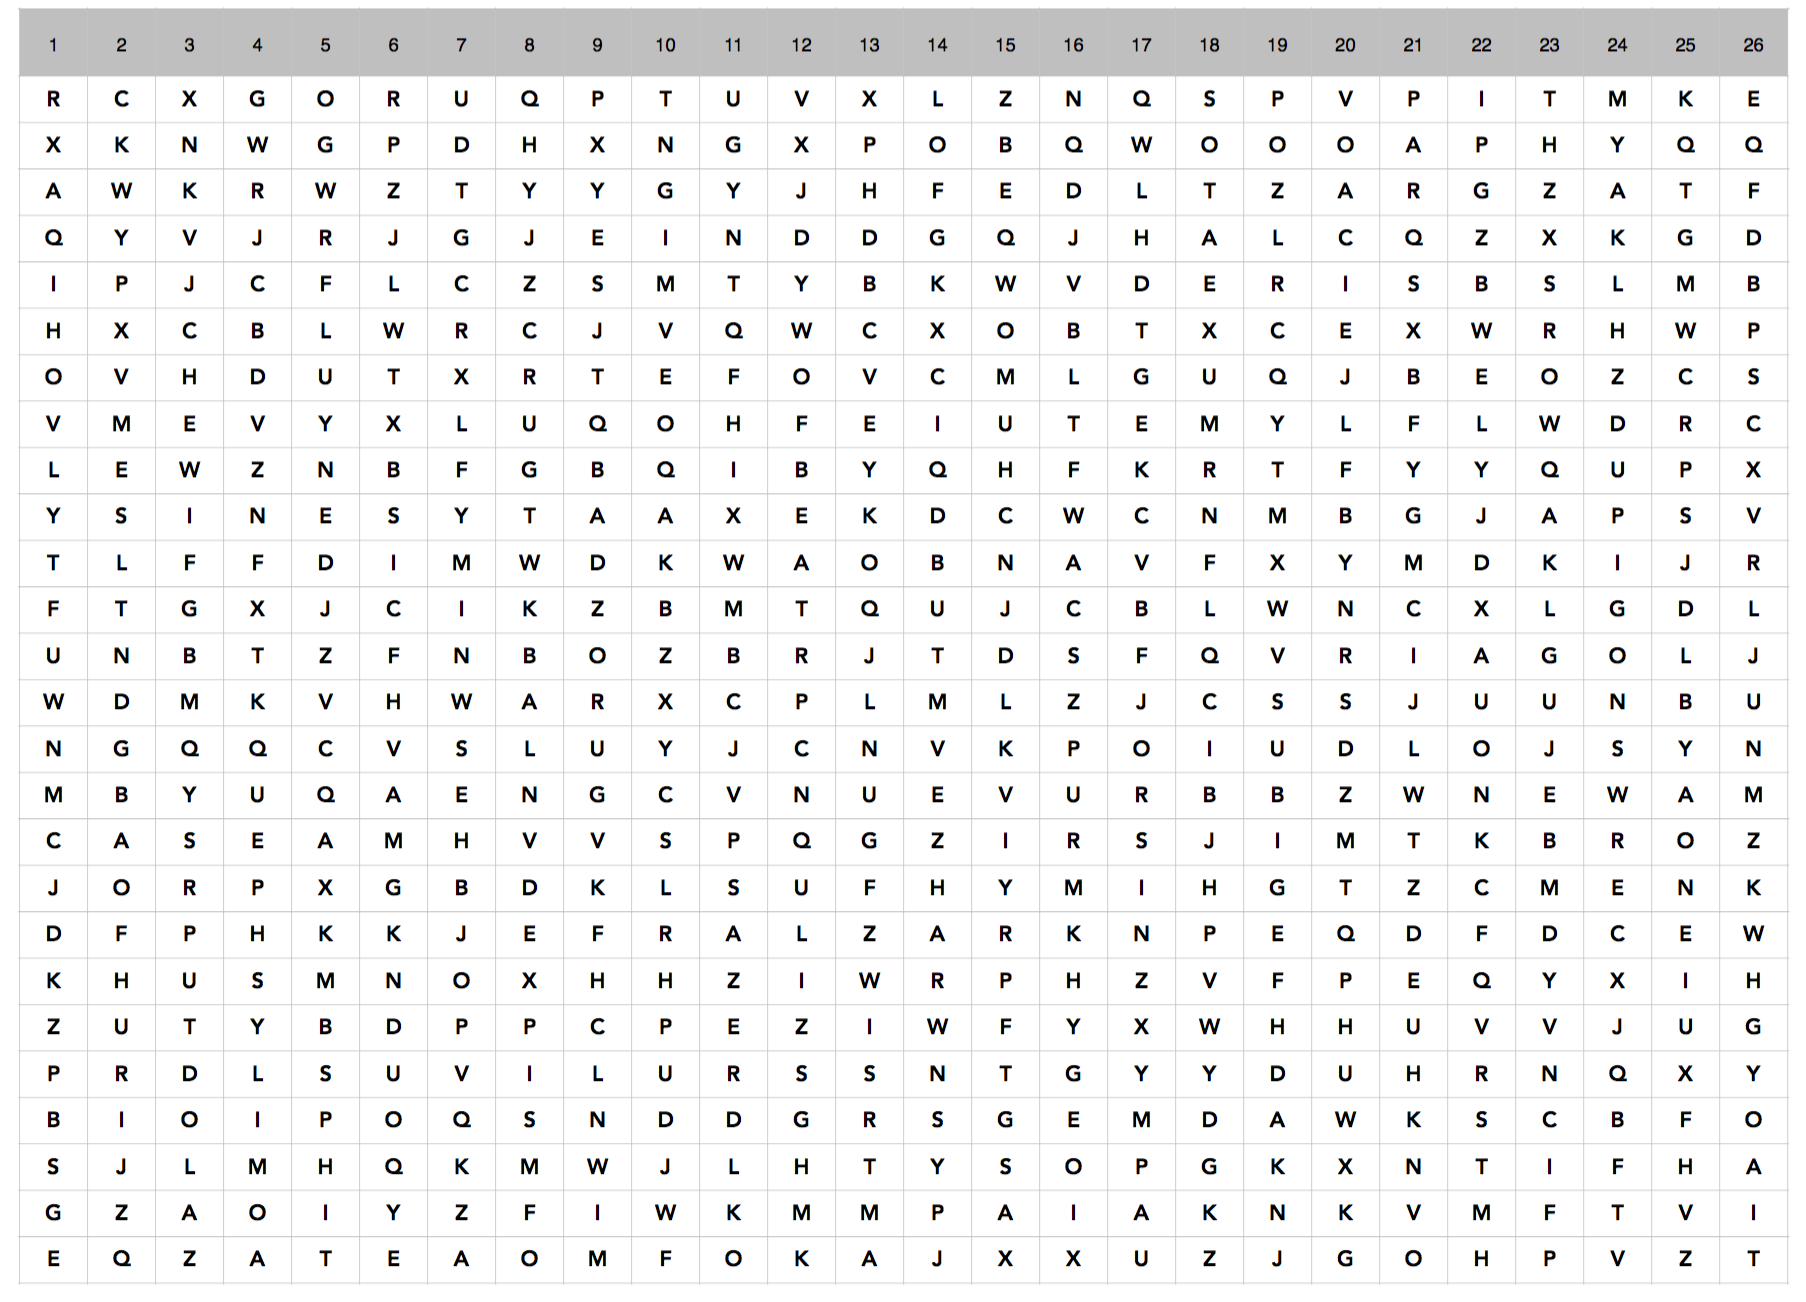 1 2 3 4 5 6 7 8 9 10 11 12 13 14 15 16 17 18 19 20 21 22 23 24 25 26
R C X G O R U Q P T U V X L Z N Q S P V P I T M K E
X K N W G P D H X N G X P O B Q W O O O A P H Y Q Q
A W K R W Z T Y Y G Y J H F E D L T Z A R G Z A T F
Q Y V J R J G J E I N D D G Q J H A L C Q Z X K G D
I P J C F L C Z S M T Y B K W V D E R I S B S L M B
H X C B L W R C J V Q W C X O B T X C E X W R H W P
O V H D U T X R T E F O V C M L G U Q J B E O Z C S
V M E V Y X L U Q O H F E I U T E M Y L F L W D R C
L E W Z N B F G B Q I B Y Q H F K R T F Y Y Q U P X
Y S I N E S Y T A A X E K D C W C N M B G J A P S V
T L F F D I M W D K W A O B N A V F X Y M D K I J R
F T G X J C I K Z B M T Q U J C B L W N C X L G D L
U N B T Z F N B O Z B R J T D S F Q V R I A G O L J
W D M K V H W A R X C P L M L Z J C S S J U U N B U
N G Q Q C V S L U Y J C N V K P O I U D L O J S Y N
M B Y U Q A E N G C V N U E V U R B B Z W N E W A M
C A S E A M H V V S P Q G Z I R S J I M T K B R O Z
J O R P X G B D K L S U F H Y M I H G T Z C M E N K
D F P H K K J E F R A L Z A R K N P E Q D F D C E W
K H U S M N O X H H Z I W R P H Z V F P E Q Y X I H
Z U T Y B D P P C P E Z I W F Y X W H H U V V J U G
P R D L S U V I L U R S S N T G Y Y D U H R N Q X Y
B I O I P O Q S N D D G R S G E M D A W K S C B F O
S J L M H Q K M W J L H T Y S O P G K X N T I F H A
G Z A O I Y Z F I W K M M P A I A K N K V M F T V I
E Q Z A T E A O M F O K A J X X U Z J G O H P V Z T